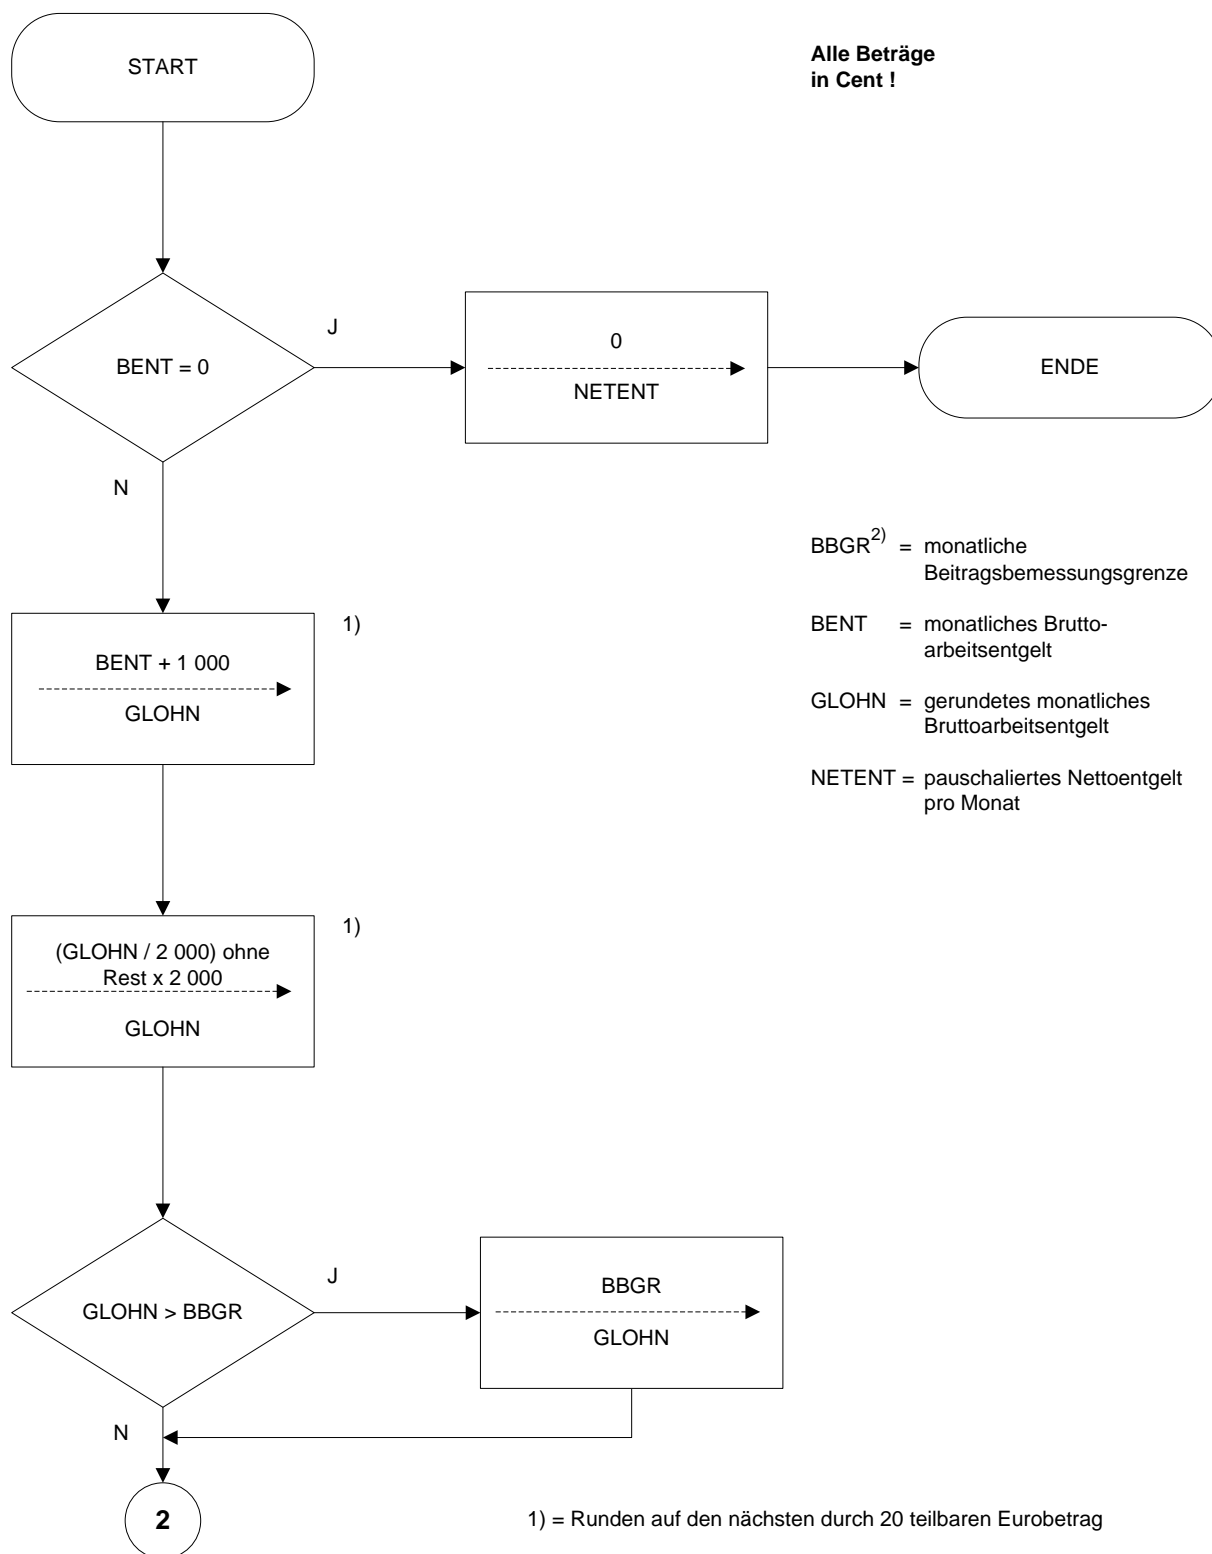 START
Alle Beträge
in Cent !
BENT = 0
J
0
NETENT
ENDE
N
BBGR2) = monatliche
Beitragsbemessungsgrenze
BENT = monatliches Brutto-
arbeitsentgelt
GLOHN = gerundetes monatliches
Bruttoarbeitsentgelt
NETENT = pauschaliertes Nettoentgelt
pro Monat
1)
BENT + 1 000
GLOHN
1)
(GLOHN / 2 000) ohne
Rest x 2 000
GLOHN
GLOHN > BBGR
J
BBGR
GLOHN
N
2
1) = Runden auf den nächsten durch 20 teilbaren Eurobetrag